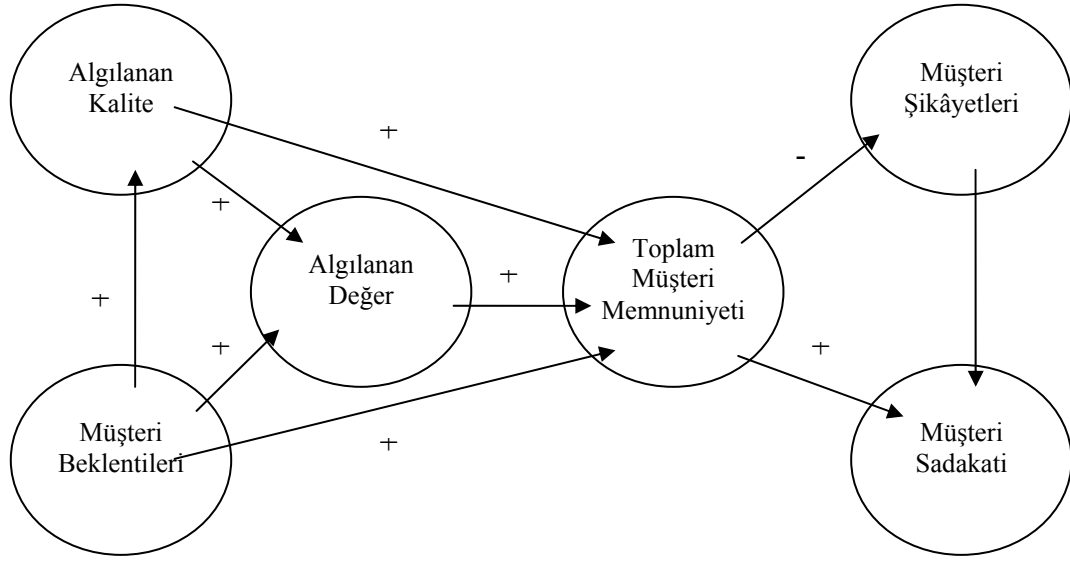 Algılanan
Kalite
Müşteri
Şikâyetleri
+
-
+
Algılanan
Değer
+
Toplam
Müşteri
Memnuniyeti
+
+
+
Müşteri
Beklentileri
+
Müşteri
Sadakati